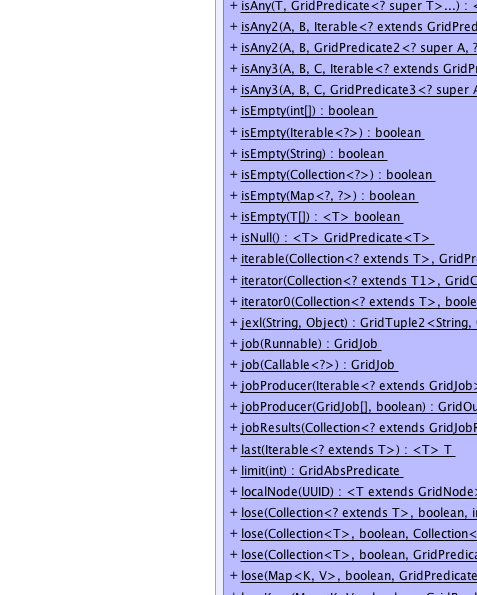 + isAny(T, GridPredicate<? super T>...) : <
+ isAny2(A, B, Iterable<? extends GridPred
+ isAny2(A, B, GridPredicate2<? super A, ?
+ isAny3(A, B, C, Iterable<? extends GridPr
+ isAny3(A, B, C, GridPredicate3<? super A
+ isEmpty(int[]) : boolean
+ isEmpty(Iterable<?>) : boolean
+ isEmpty(String) : boolean
+ isEmpty(Collection<?>) : boolean
+ isEmpty(Map<?, ?>) : boolean
+ isEmpty(T[]) : <T> boolean
+ isNull() : <T> GridPredicate<T>
+ iterable(Collection<? extends T>, GridPr
+ iterator(Collection<? extends T1>, GridC
+ iterator0(Collection<? extends T>, boole
+ jexl(String, Object) : GridTuple2<String,
+ job(Runnable) : GridJob
+ job(Callable<?>) : GridJob
+ jobProducer(Iterable<? extends GridJob>
+ jobProducer(GridJob[], boolean) : GridOu
+ jobResults(Collection<? extends GridJobR
+ last(Iterable<? extends T>) : <T> T
+ limit(int) : GridAbsPredicate
+ localNode(UUID) : <T extends GridNode>
+ lose(Collection<? extends T>, boolean, i
+ lose(Collection<T>, boolean, Collection<
+ lose(Collection<T>, boolean, GridPredica
+ lose(Map<K, V>, boolean, GridPredicate